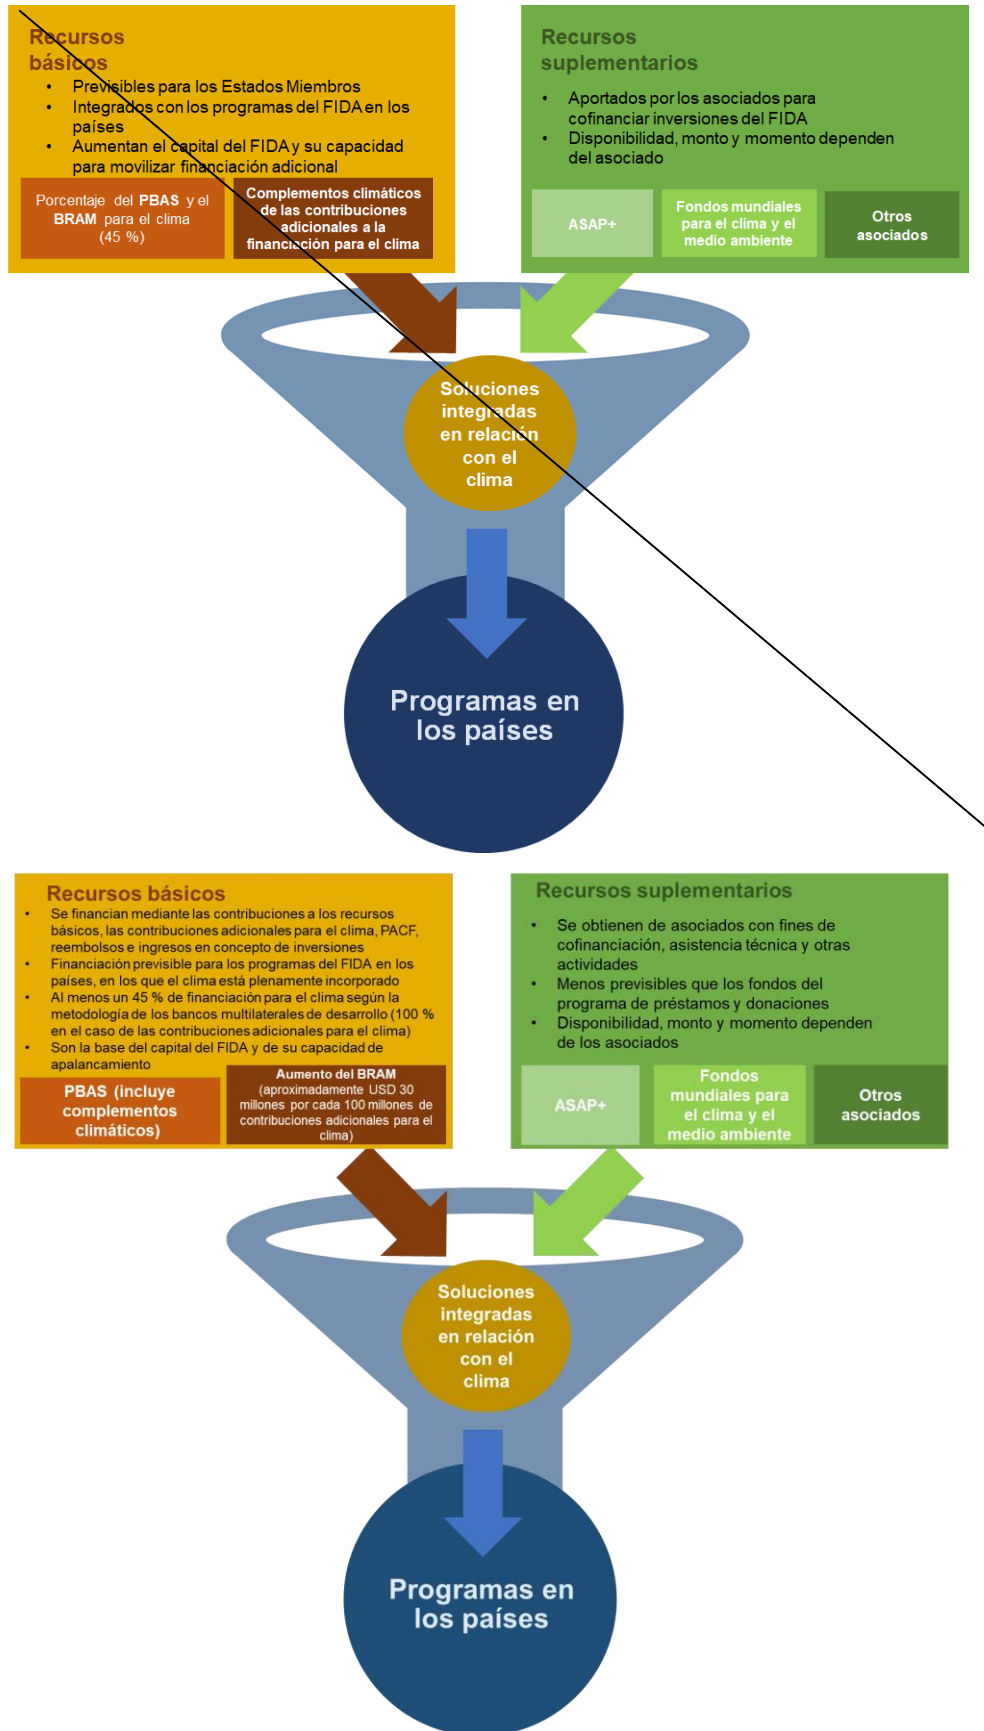 Recursos
básicos
• Previsibles para los Estados Miembros
• Integrados con los programas del FIDA en los
países
• Aumentan el capital del FIDA y su capacidad
para movilizar financiación adicional
Porcentaje del PBAS y el
BRAM para el clima
(45 %)
Complementos climáticos
de las contribuciones
adicionales a la
financiación para el clima
Recursos
suplementarios
• Aportados por los asociados para
cofinanciar inversiones del FIDA
• Disponibilidad, monto y momento dependen
del asociado
ASAP+
Fondos mundiales
para el clima y el
medio ambiente
Otros
asociados
Soluciones
integradas
en relación
con el
clima
Programas en
los países
Recursos básicos
• Se financian mediante las contribuciones a los recursos
básicos, las contribuciones adicionales para el clima, PACF,
reembolsos e ingresos en concepto de inversiones
• Financiación previsible para los programas del FIDA en los
países, en los que el clima está plenamente incorporado
• Al menos un 45 % de financiación para el clima según la
metodología de los bancos multilaterales de desarrollo (100 %
en el caso de las contribuciones adicionales para el clima)
• Son la base del capital del FIDA y de su capacidad de
apalancamiento
PBAS (incluye
complementos
climáticos)
Aumento del BRAM
(aproximadamente USD 30
millones por cada 100 millones de
contribuciones adicionales para el
clima)
Recursos suplementarios
• Se obtienen de asociados con fines de
cofinanciación, asistencia técnica y otras
actividades
• Menos previsibles que los fondos del
programa de préstamos y donaciones
• Disponibilidad, monto y momento dependen
de los asociados
ASAP+
Fondos
mundiales para
el clima y el
medio ambiente
Otros
asociados
Soluciones
integradas
en relación
con el
clima
Programas en
los países